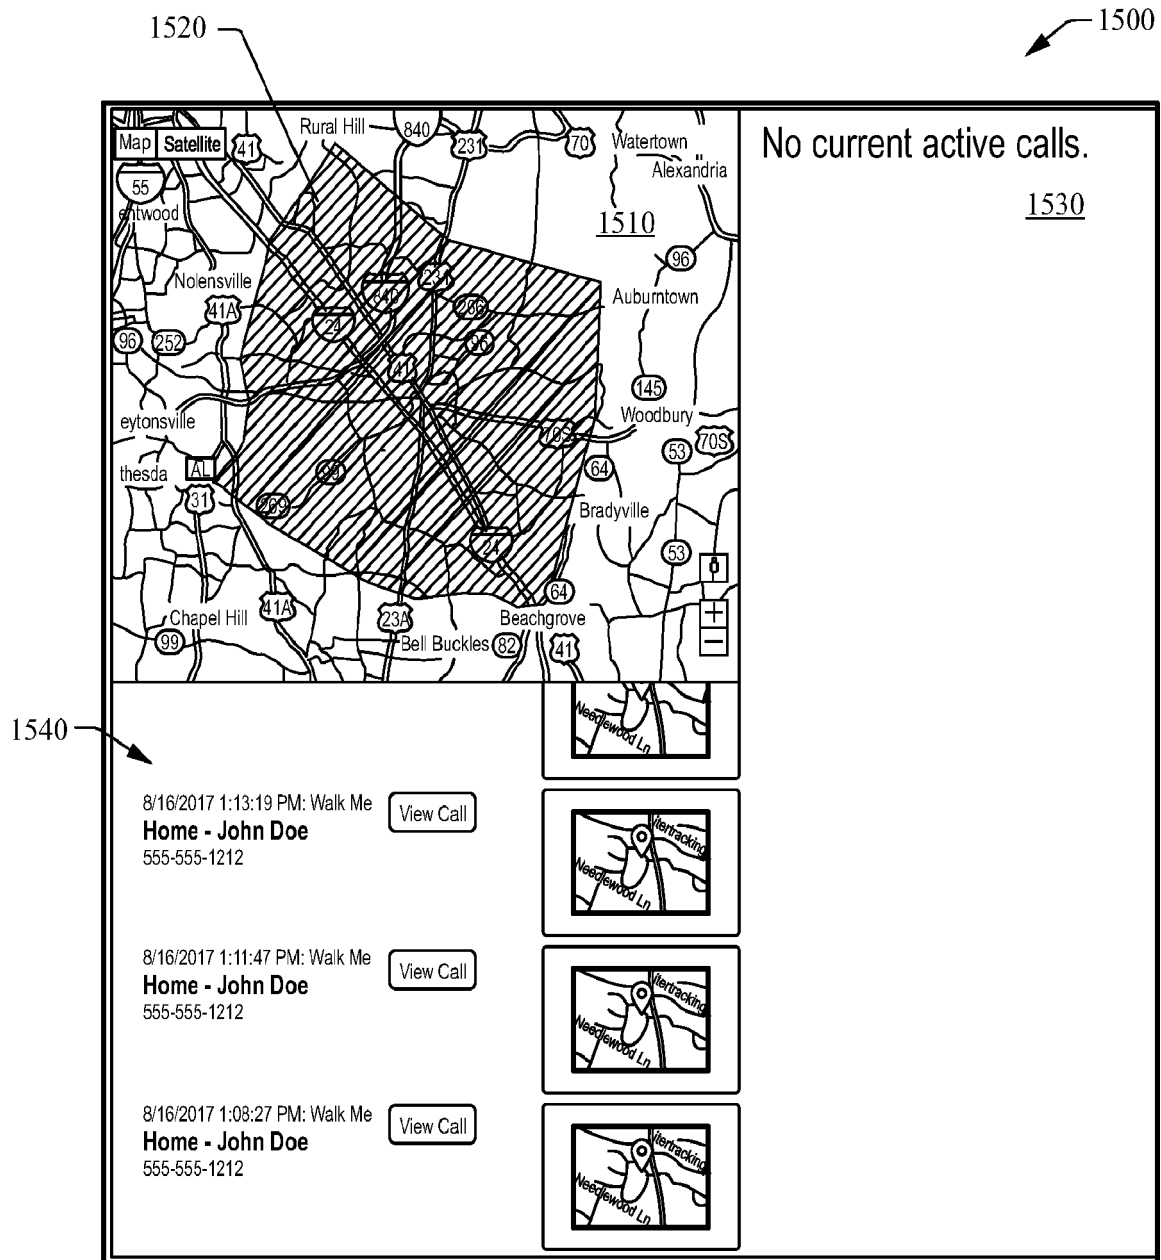 1520
1500
Rural Hill
840
231
70
Watertown
Alexandria
Map
Satellite
41
55
entwood
1510
No current active calls.
1530
96
Nolensville
41A
840
231
206
Auburntown
24
96
252
96
41
145
Woodbury
eytonsville
70S
53
70S
thesda
AL
99
64
31
269
Bradyville
24
53
64
Chapel Hill
41A
23A
Beachgrove
99
Bell Buckles
82
41
1540
Needlewood Ln
8/16/2017 1:13:19 PM: Walk Me
View Call
Home - John Doe
555-555-1212
itertracking
Needlewood Ln
8/16/2017 1:11:47 PM: Walk Me
View Call
Home - John Doe
555-555-1212
itertracking
Needlewood Ln
8/16/2017 1:08:27 PM: Walk Me
View Call
Home - John Doe
555-555-1212
itertracking
Needlewood Ln